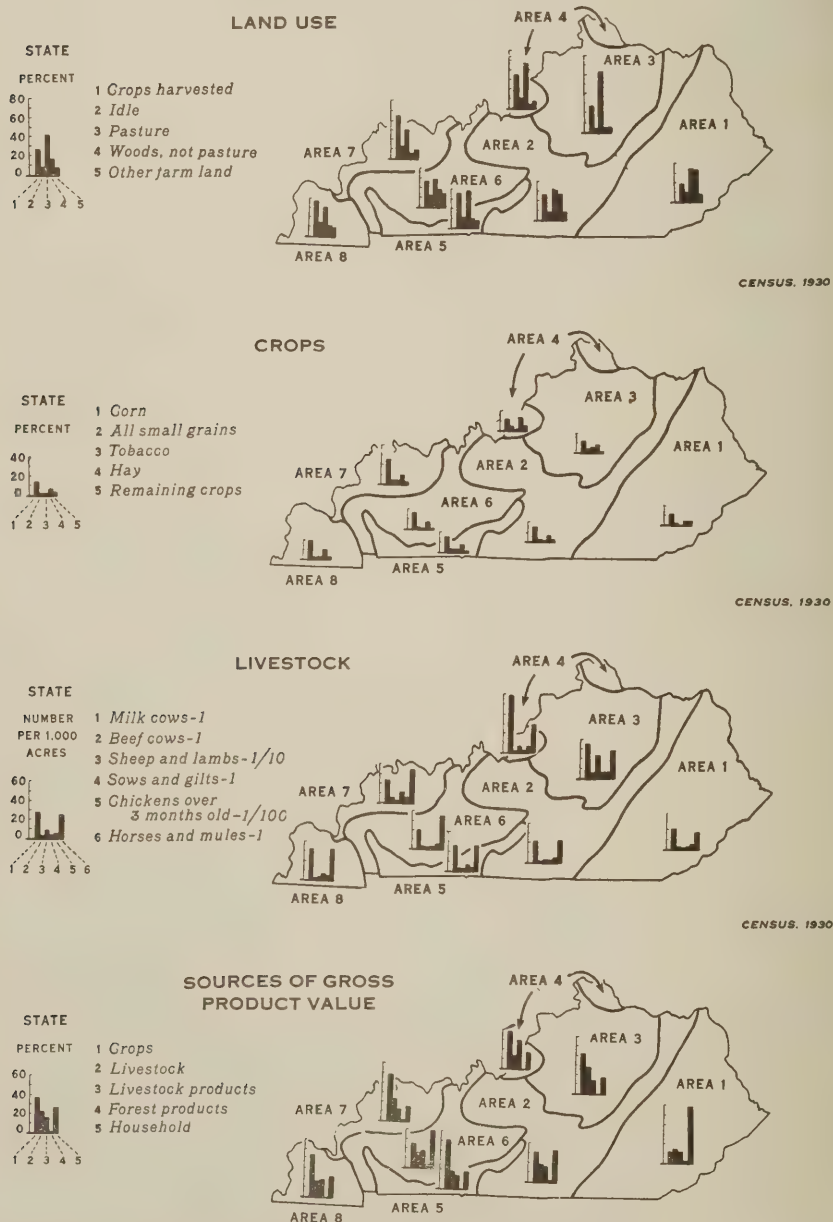 LAND USE
STATE
PERCENT
80
60
40
20
0
1 2 3 4 5
1 Crops harvested
2 Idle
3 Pasture
4 Woods, not pasture
5 Other farm land
AREA 4
AREA 3
AREA 1
AREA 2
AREA 7
AREA 6
AREA 5
AREA 8
CENSUS, 1930
CROPS
STATE
PERCENT
40
20
0
1 2 3 4 5
1 Corn
2 All small grains
3 Tobacco
4 Hay
5 Remaining crops
AREA 4
AREA 3
AREA 1
AREA 2
AREA 7
AREA 6
AREA 5
AREA 8
CENSUS, 1930
LIVESTOCK
STATE
NUMBER
PER 1,000
ACRES
60
40
20
0
1 2 3 4 5 6
1 Milk cows-1
2 Beef cows-1
3 Sheep and lambs-1/10
4 Sows and gilts-1
5 Chickens over
3 months old-1/100
6 Horses and mules-1
AREA 4
AREA 3
AREA 1
AREA 2
AREA 7
AREA 6
AREA 5
AREA 8
CENSUS, 1930
SOURCES OF GROSS
PRODUCT VALUE
STATE
PERCENT
60
40
20
0
1 2 3 4 5
1 Crops
2 Livestock
3 Livestock products
4 Forest products
5 Household
AREA 4
AREA 3
AREA 1
AREA 2
AREA 7
AREA 6
AREA 5
AREA 8